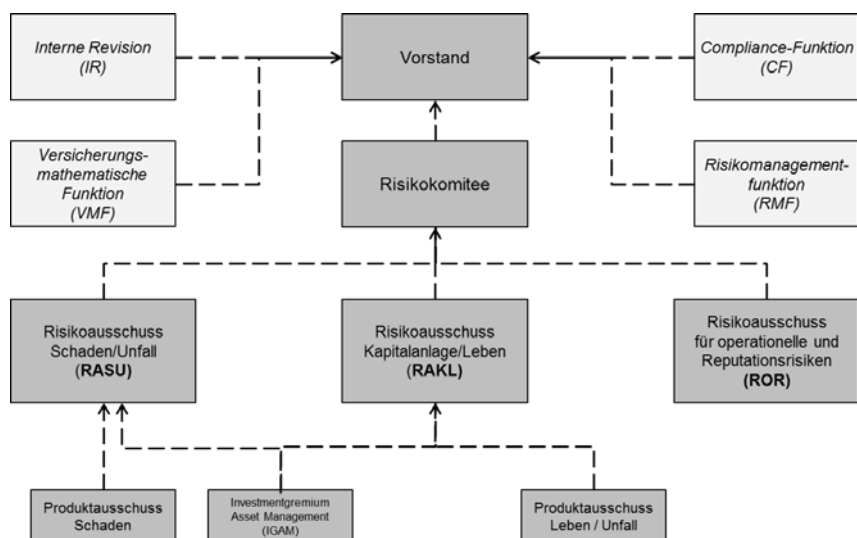 Interne Revision
(IR)
Vorstand
Compliance-Funktion
(CF)
Versicherungs-
mathematische
Funktion
(VMF)
Risikokomitee
Risikomanagement-
funktion
(RMF)
Risikoausschuss
Schaden/Unfall
(RASU)
Risikoausschuss
Kapitalanlage/Leben
(RAKL)
Risikoausschuss
für operationelle und
Reputationsrisiken
(ROR)
Produktausschuss
Schaden
Investmentgremium
Asset Management
(IGAM)
Produktausschuss
Leben / Unfall